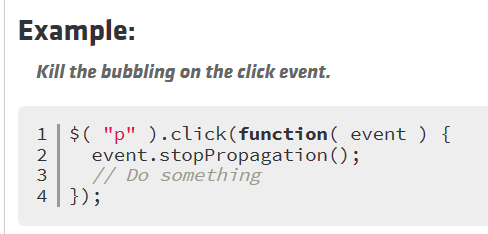 Example:
Kill the bubbling on the click event.
1 $( "p" ).click(function( event ) {
2   event.stopPropagation();
3   // Do something
4 });